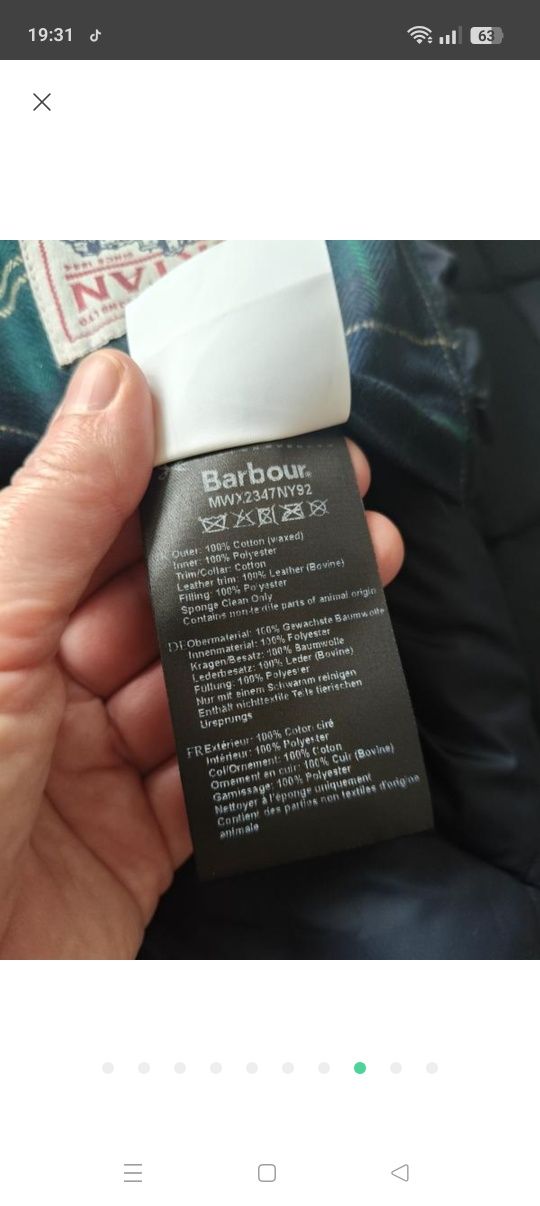 19:31
63
SINCE 1894
Barbour
MWX2347NY92
Outer: 100% Cotton (waxed)
Inner: 100% Polyester
Trim/Collar: Cotton
Leather trim: 100% Leather (Bovine)
Filling: 100% Polyester
Sponge Clean Only
Contains non-textile parts of animal origin
DE Obermaterial: 100% Gewachste Baumwolle
Innenmaterial: 100% Polyester
Kragen/Besatz: 100% Baumwolle
Lederbesatz: 100% Leder (Bovine)
Füllung: 100% Polyester
Nur mit einem Schwamm reinigen
Enthält nichttextile Teile tierischen
Ursprungs
FR Extérieur: 100% Coton ciré
Intérieur: 100% Polyester
Col/Ornement: 100% Coton
Ornement en cuir: 100% Cuir (Bovine)
Garnissage: 100% Polyester
Nettoyer à l'éponge uniquement
Contient des parties non textiles d'origine
animale